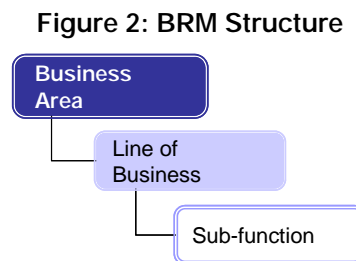 Figure 2: BRM Structure
Business
Area
Line of
Business
Sub-function